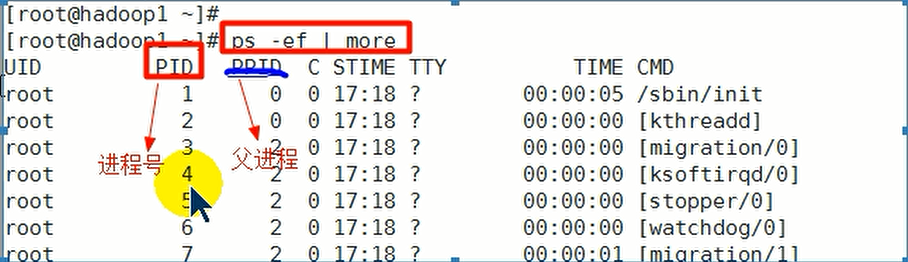 [root@hadoop1 ~]#
[root@hadoop1 ~]# ps -ef | more
UID PID PPID C STIME TTY TIME CMD
root 1 0 0 17:18 ? 00:00:05 /sbin/init
root 2 0 0 17:18 ? 00:00:00 [kthreadd]
root 3 2 0 17:18 ? 00:00:00 [migration/0]
进程号 父进程
root 4 2 0 17:18 ? 00:00:00 [ksoftirqd/0]
root 5 2 0 17:18 ? 00:00:00 [stopper/0]
root 6 2 0 17:18 ? 00:00:00 [watchdog/0]
root 7 2 0 17:18 ? 00:00:01 [migration/1]